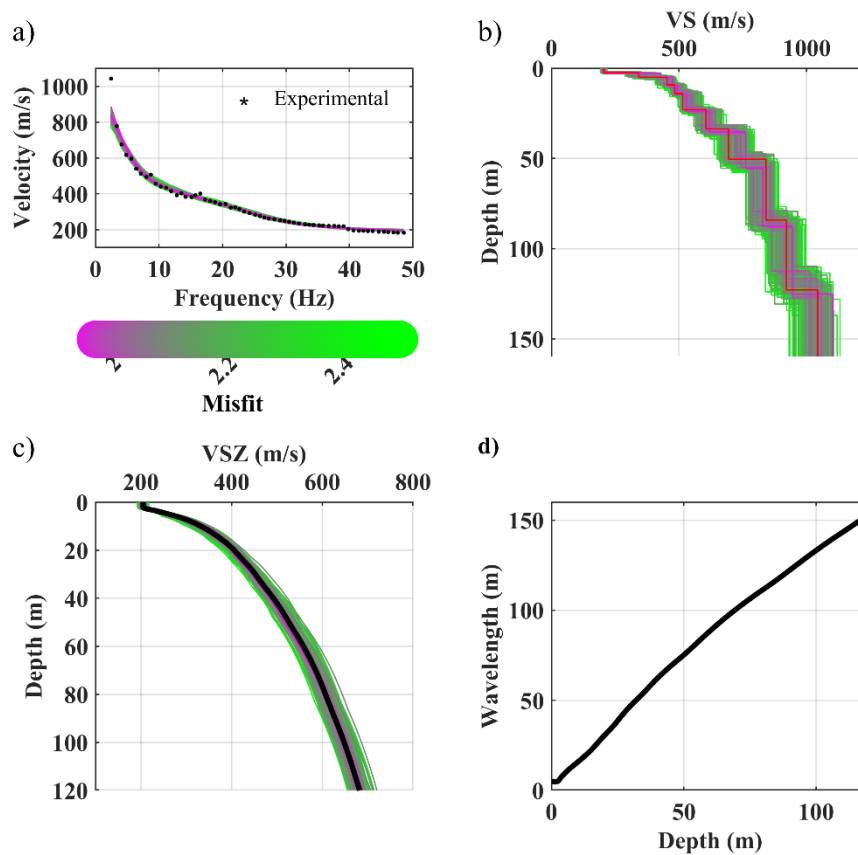 a)
1000
800
600
400
200
Velocity (m/s)
* Experimental
0 10 20 30 40 50
Frequency (Hz)
2 2.2 2.4
Misfit
b)
VS (m/s)
0 500 1000
0
50
100
150
Depth (m)
c)
VSZ (m/s)
200 400 600 800
0
20
40
60
80
100
120
Depth (m)
d)
150
100
50
0
Wavelength (m)
0 50 100
Depth (m)